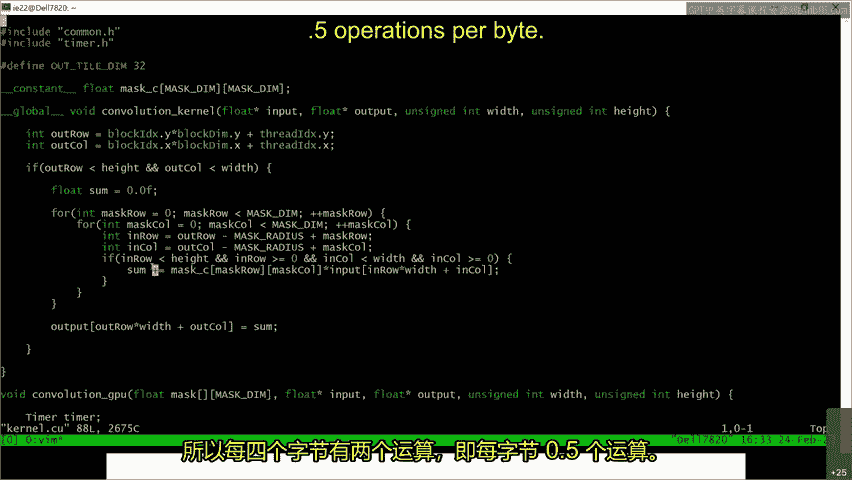 ie22@Dell7820: ~
#include "common.h"
#include "timer.h"
.5 operations per byte.
#define OUT_TILE_DIM 32
__constant__ float mask_c[MASK_DIM][MASK_DIM];
__global__ void convolution_kernel(float* input, float* output, unsigned int width, unsigned int height) {
int outRow = blockIdx.y*blockDim.y + threadIdx.y;
int outCol = blockIdx.x*blockDim.x + threadIdx.x;
if(outRow < height && outCol < width) {
float sum = 0.0f;
for(int maskRow = 0; maskRow < MASK_DIM; ++maskRow) {
for(int maskCol = 0; maskCol < MASK_DIM; ++maskCol) {
int inRow = outRow - MASK_RADIUS + maskRow;
int inCol = outCol - MASK_RADIUS + maskCol;
if(inRow < height && inRow >= 0 && inCol < width && inCol >= 0) {
sum += mask_c[maskRow][maskCol]*input[inRow*width + inCol];
}
}
}
output[outRow*width + outCol] = sum;
}
}
void convolution_gpu(float mask[][MASK_DIM], float* input, float* output, unsigned int width, unsigned int height) {
Timer timer;
"kernel.cu" 88L, 2675C 1,0-1 Top
[0] 0:vim* "Dell7820" 16:33 24-Feb-2
所以每四个字节有两个运算，即每字节 0.5 个运算。
+25